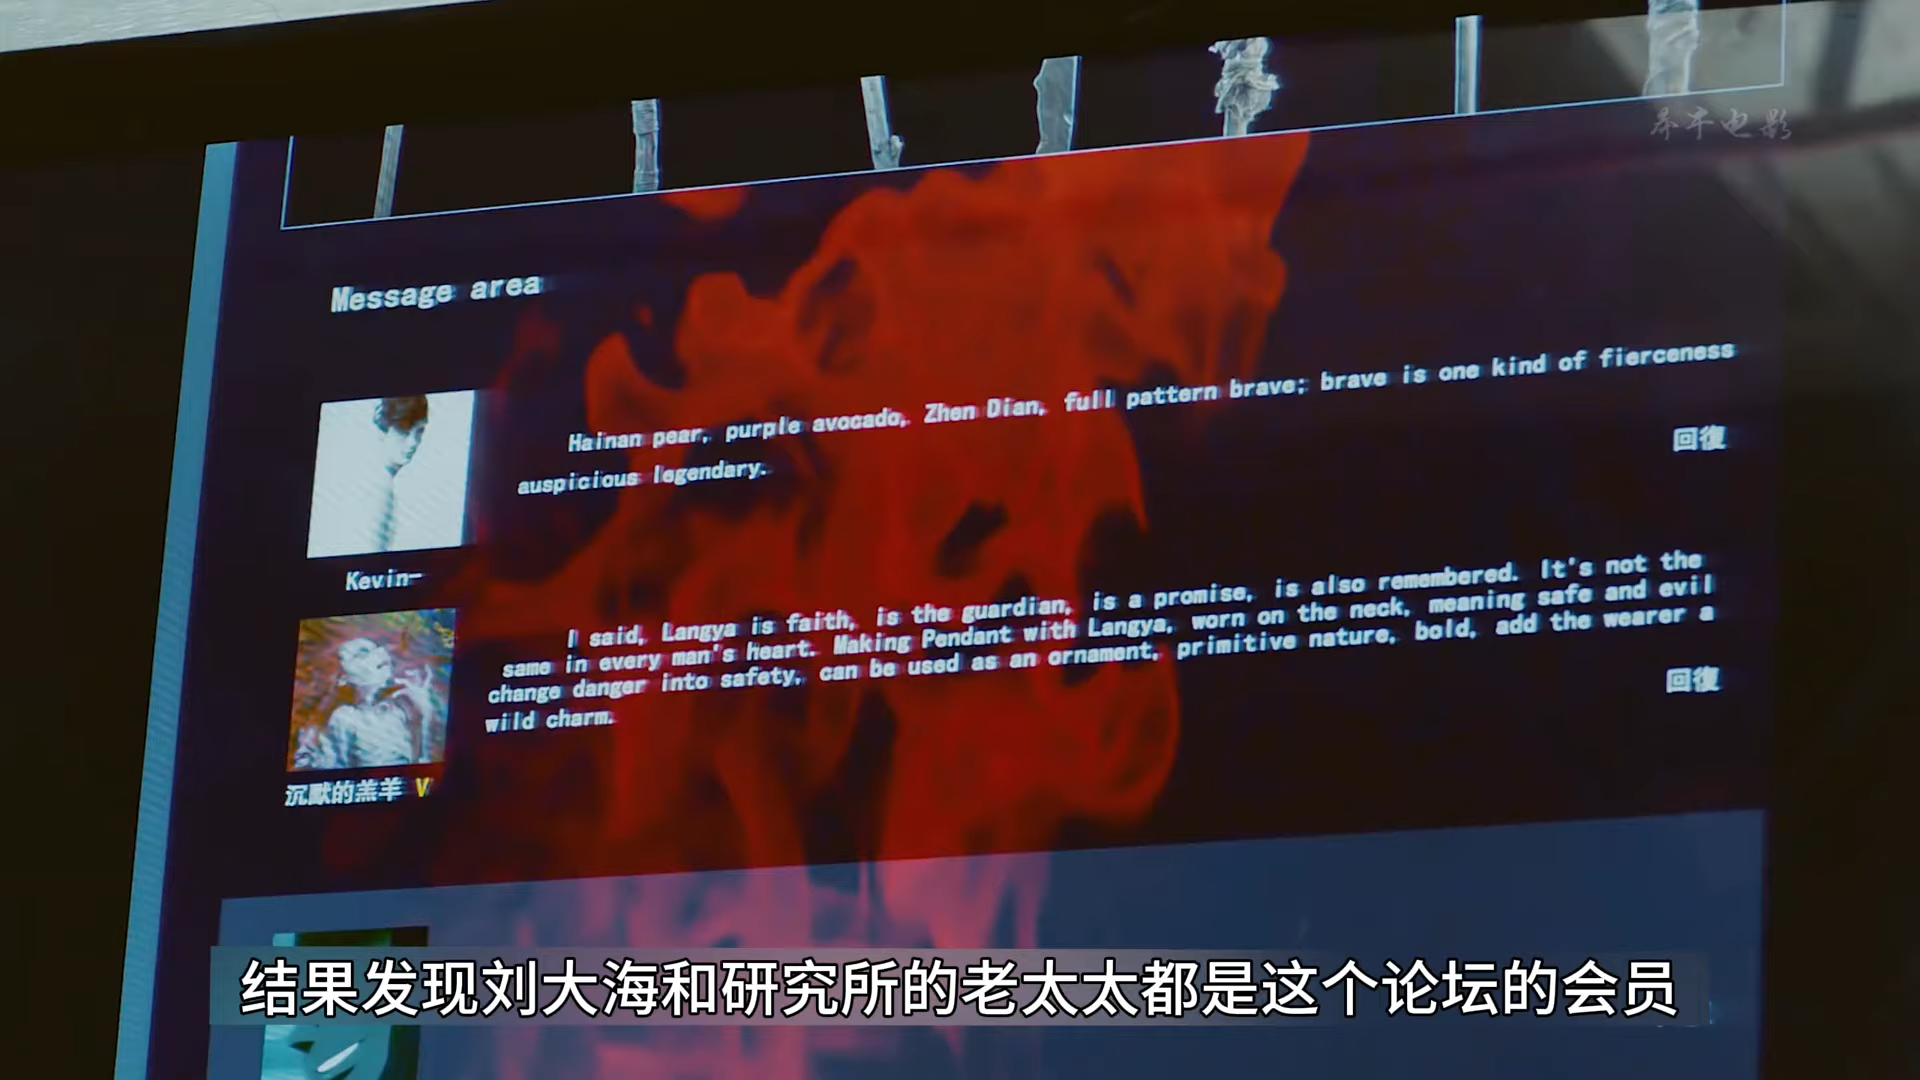 Message area
Hainan pear, purple avocado, Zhen Dian, full pattern brave; brave is one kind of fierceness
auspicious legendary.
回復
Kevin-
I said, Langya is faith, is the guardian, is a promise, is also remembered. It's not the
same in every man's heart. Making Pendant with Langya, worn on the neck, meaning safe and evil
change danger into safety, can be used as an ornament, primitive nature, bold, add the wearer a
wild charm.
回復
沉默的羔羊 V
结果发现刘大海和研究所的老太太都是这个论坛的会员